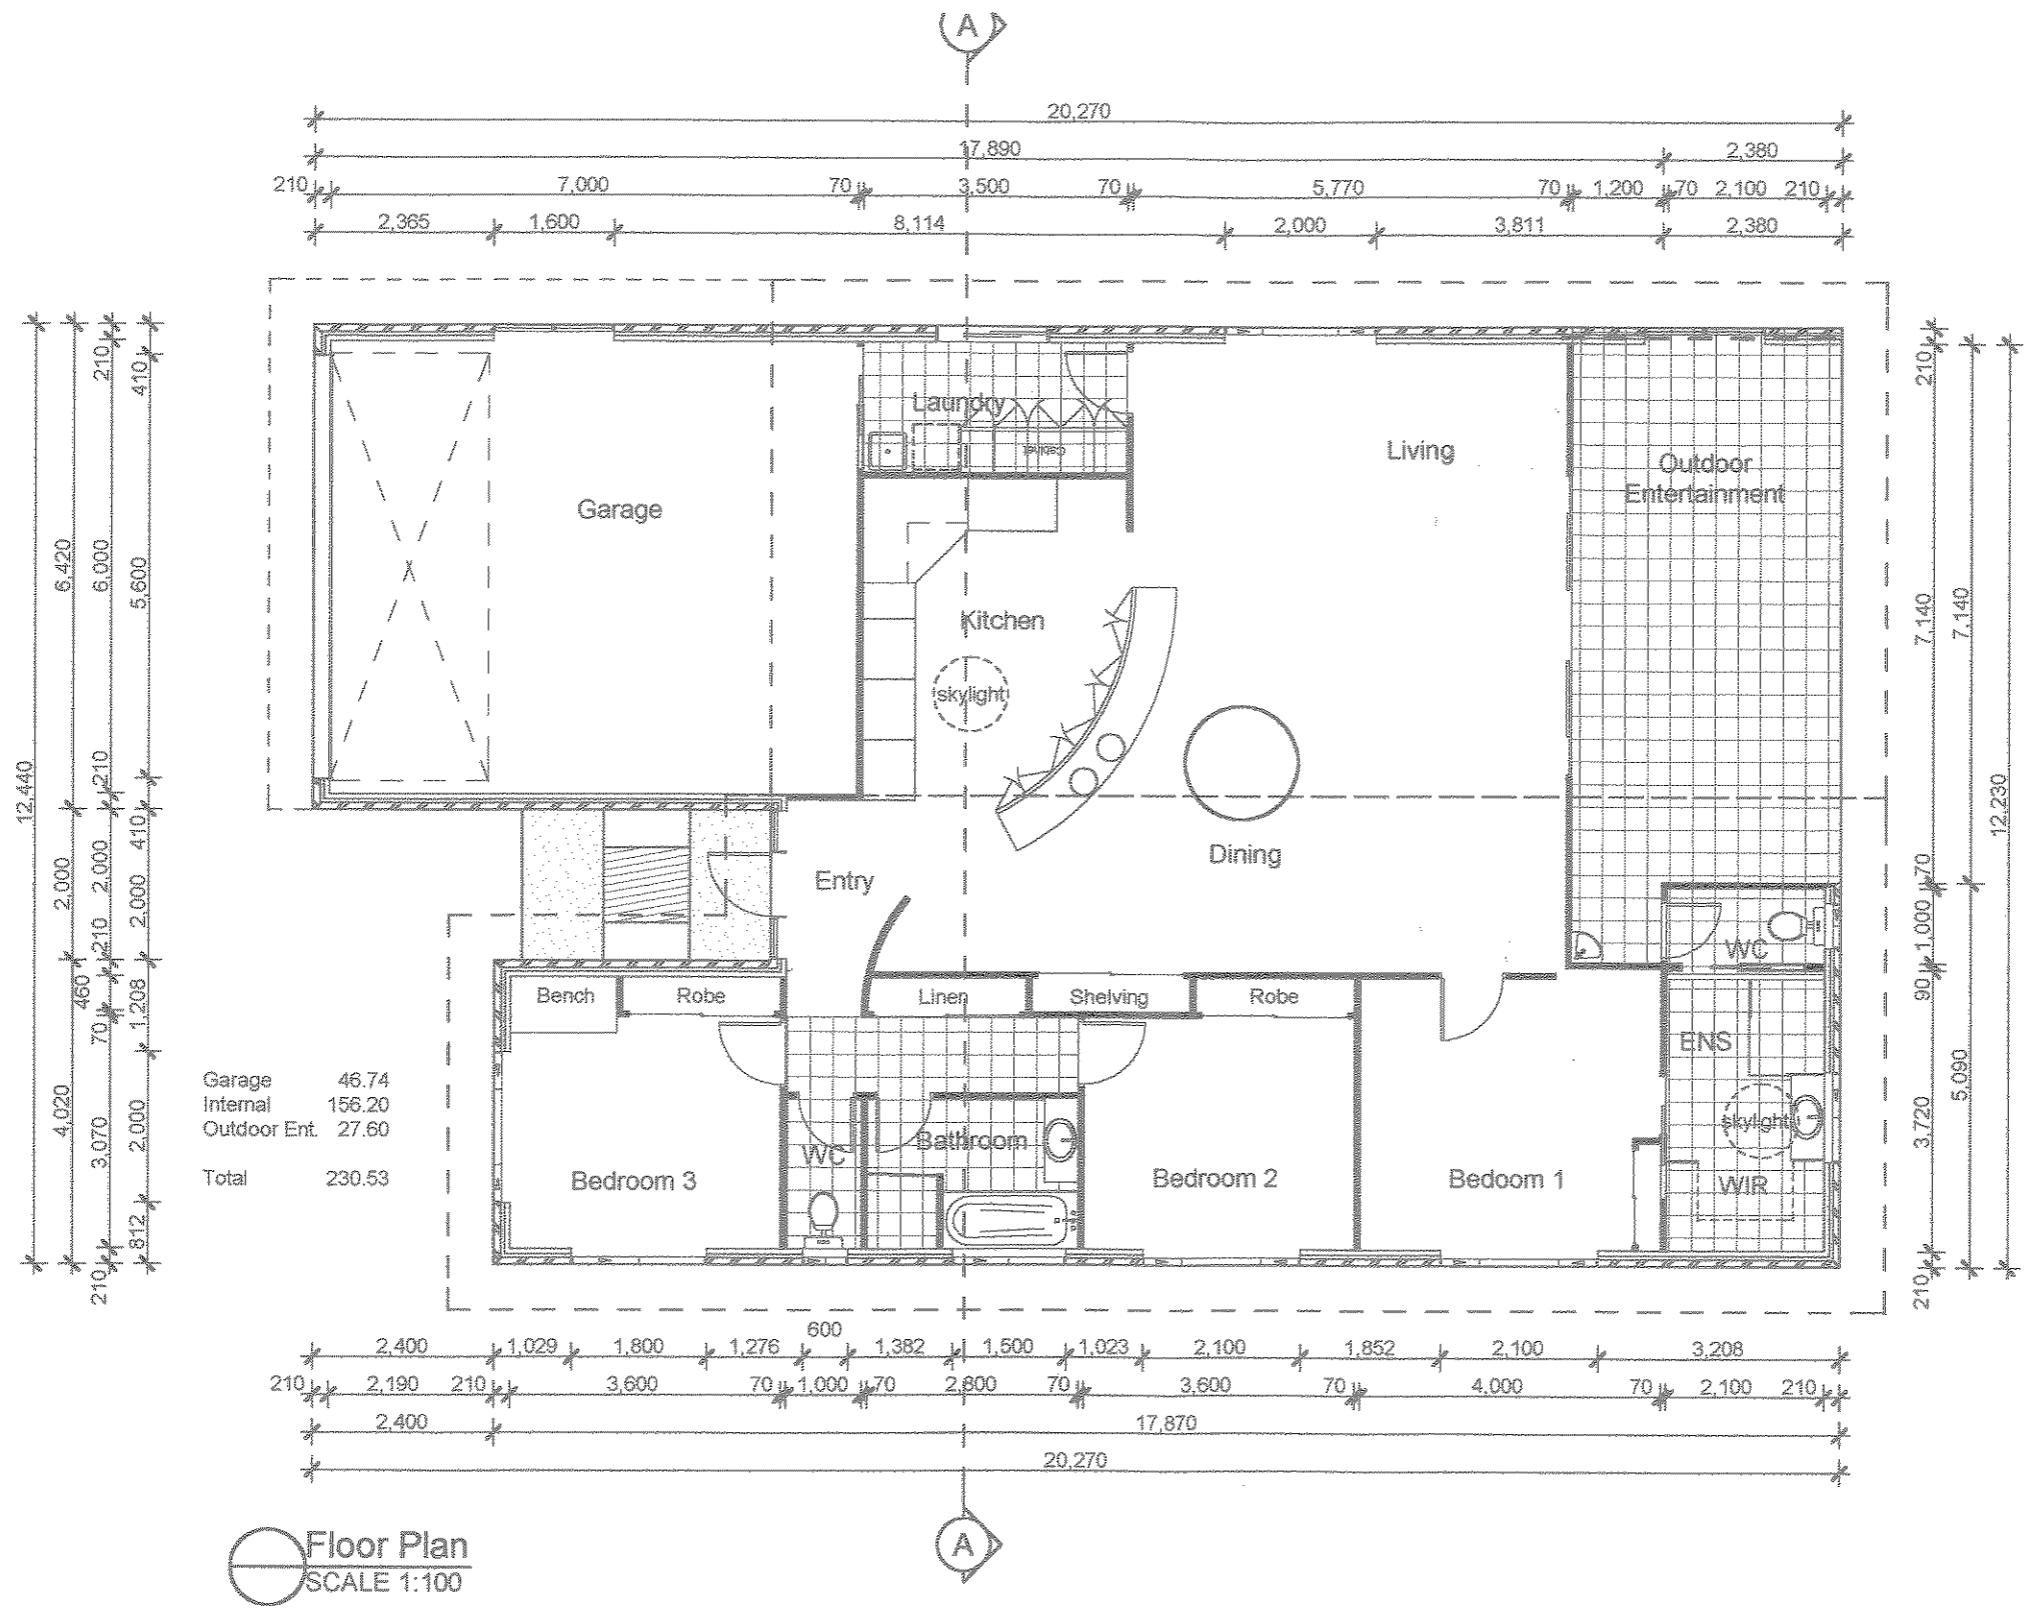 A
20,270
17,890 2,380
210 7,000 70 3,500 70 5,770 70 1,200 70 2,100 210
2,365 1,600 8,114 2,000 3,811 2,380
12,440
6,420 2,000 4,020
210 6,000 210 2,000 210 460 70 3,070 210
410 5,600 410 2,000 1,208 2,000 812
Laundry
Cabinet
Living
Outdoor
Entertainment
Garage
Kitchen
skylight
Dining
Entry
WC
Bench Robe Linen Shelving Robe
ENS
skylight
Bathroom
WC
Bedroom 3 Bedroom 2 Bedoom 1 WIR
210 7,140 70 1,000 90 3,720 210
7,140 5,090
12,230
Garage 46.74
Internal 156.20
Outdoor Ent. 27.60
Total 230.53
600
2,400 1,029 1,800 1,276 1,382 1,500 1,023 2,100 1,852 2,100 3,208
210 2,190 210 3,600 70 1,000 70 2,800 70 3,600 70 4,000 70 2,100 210
2,400 17,870
20,270
A
Floor Plan
SCALE 1:100